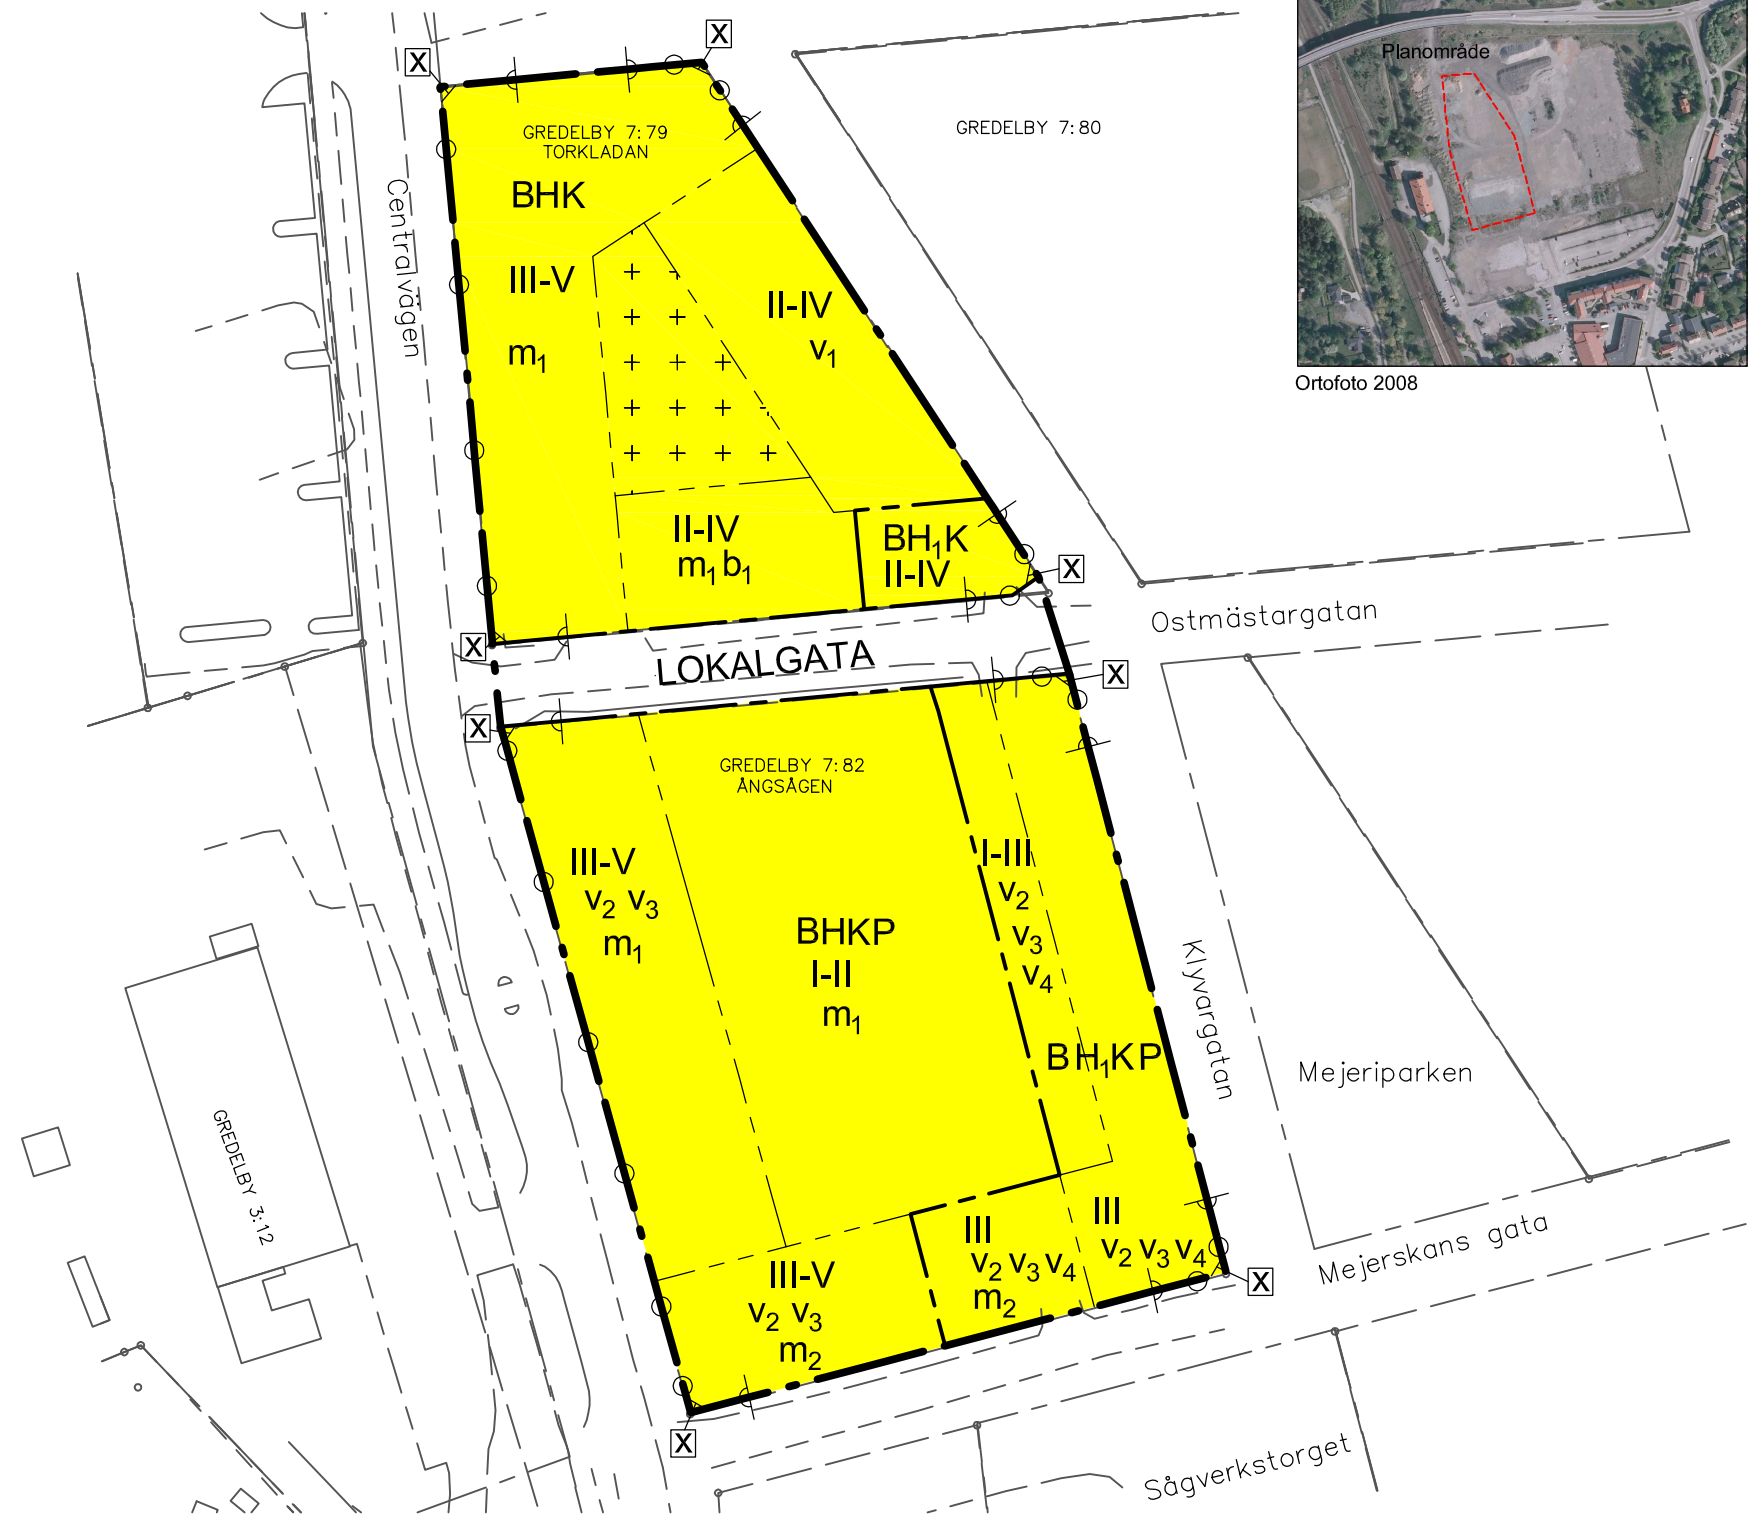 X
X
Planområde
GREDELBY 7:79
TORKLADAN
GREDELBY 7:80
BHK
Centralvägen
III-V
m1
II-IV
v1
Ortofoto 2008
II-IV
m1 b1
BH1K
II-IV
X
Ostmästargatan
X
LOKALGATA
X
X
GREDELBY 7:82
ÄNGSÅGEN
III-V
v2 v3
m1
BHKP
I-II
m1
I-III
v2
v3
v4
BH1KP
Klyvargatan
Mejeriparken
GREDELBY 3:12
III
v2 v3 v4
m2
III
v2 v3 v4
III-V
v2 v3
m2
X
Mejerskans gata
X
Sågverkstorget